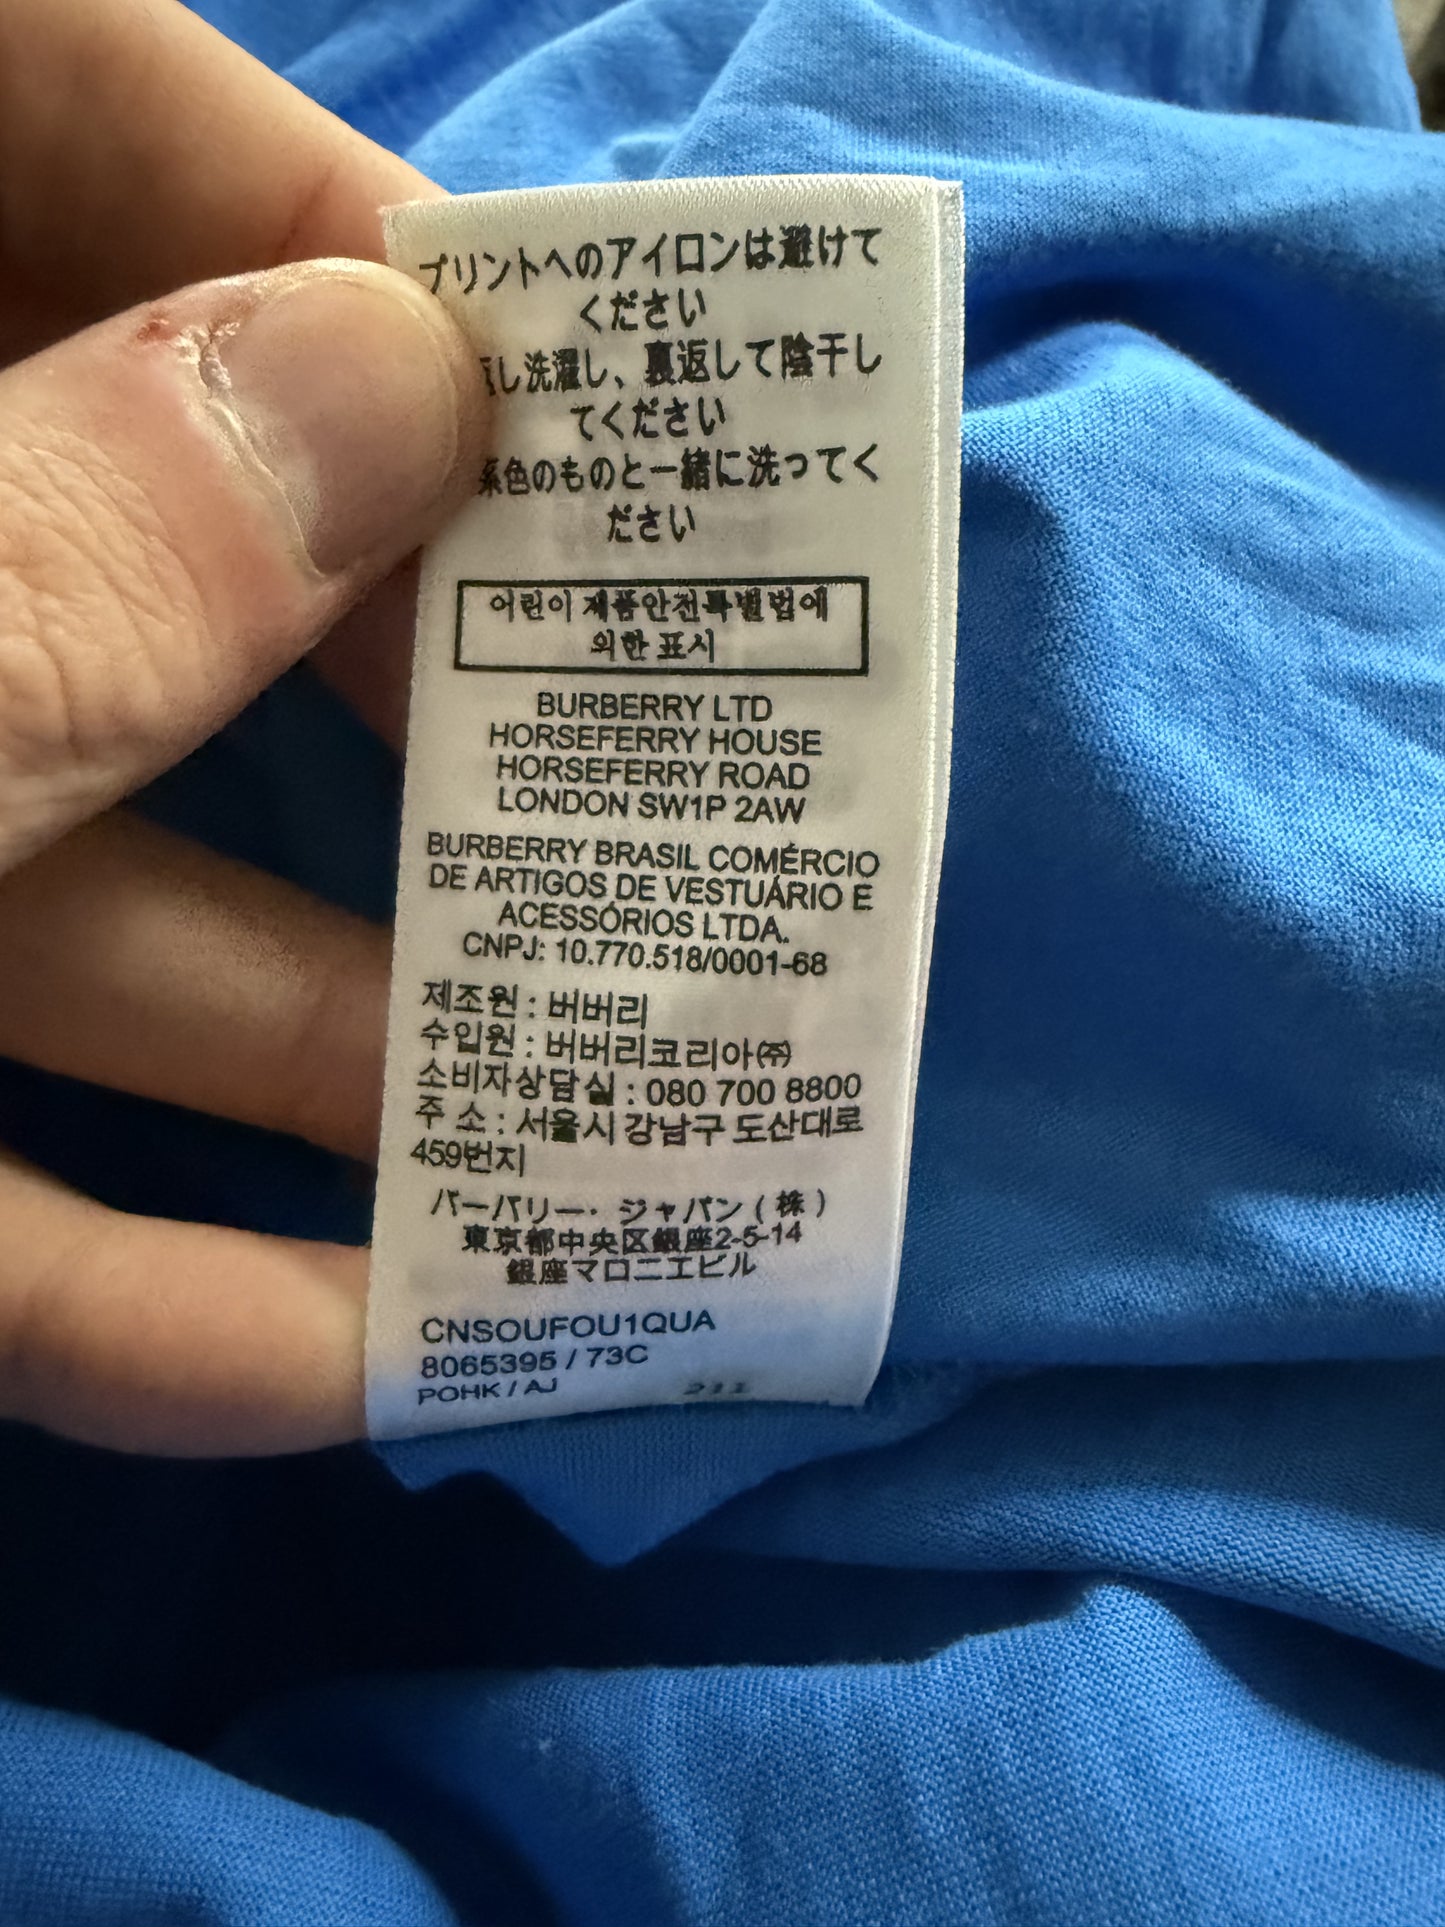 プリントへのアイロンは避けて
ください
し洗濯し、裏返して陰干し
てください
系色のものと一緒に洗ってく
ださい
어린이 제품안전특별법에
의한 표시
BURBERRY LTD
HORSEFERRY HOUSE
HORSEFERRY ROAD
LONDON SW1P 2AW
BURBERRY BRASIL COMÉRCIO
DE ARTIGOS DE VESTUÁRIO E
ACESSÓRIOS LTDA.
CNPJ: 10.770.518/0001-68
제조원 : 버버리
수입원 : 버버리코리아㈜
소비자상담실 : 080 700 8800
주 소 : 서울시 강남구 도산대로
459번지
バーバリー・ジャパン(株)
東京都中央区銀座2-5-14
銀座マロニエビル
CNSOUFOU1QUA
8065395 / 73C
POHK / AJ